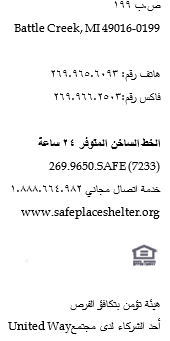 ص.ب ١٩٩
Battle Creek, MI 49016-0199
هاتف رقم: ٢٦٩.٩٦٥.٦٠٩٣
فاكس رقم:٢٦٩.٩٦٦.٢٥٠٣
الخط الساخن المتوفر ٢٤ ساعة
269.9650.SAFE (7233)
خدمة اتصال مجاني ١.٨٨٨.٦٦٤.٩٨٢
www.safeplaceshelter.org
هيئة تؤمن بتكافؤ الفرص
أحد الشركاء لدى مجتمعUnited Way